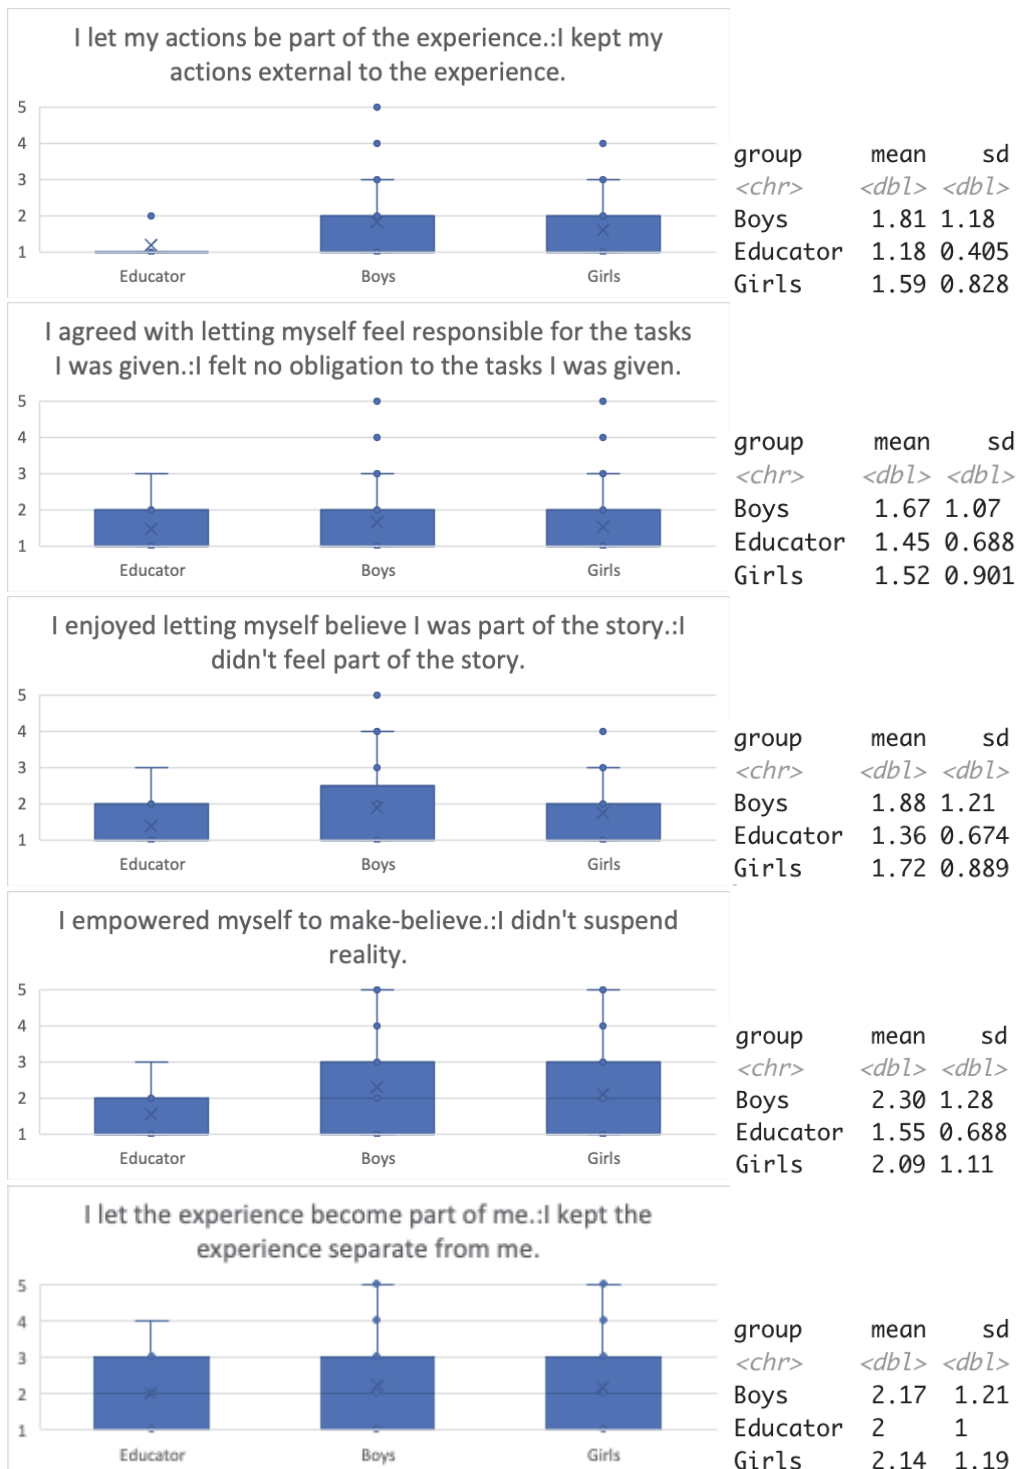 I let my actions be part of the experience.:I kept my
actions external to the experience.
5
4
3
2
1
Educator Boys Girls
group mean sd
<chr> <dbl> <dbl>
Boys 1.81 1.18
Educator 1.18 0.405
Girls 1.59 0.828
I agreed with letting myself feel responsible for the tasks
I was given.:I felt no obligation to the tasks I was given.
5
4
3
2
1
Educator Boys Girls
group mean sd
<chr> <dbl> <dbl>
Boys 1.67 1.07
Educator 1.45 0.688
Girls 1.52 0.901
I enjoyed letting myself believe I was part of the story.:I
didn't feel part of the story.
5
4
3
2
1
Educator Boys Girls
group mean sd
<chr> <dbl> <dbl>
Boys 1.88 1.21
Educator 1.36 0.674
Girls 1.72 0.889
I empowered myself to make-believe.:I didn't suspend
reality.
5
4
3
2
1
Educator Boys Girls
group mean sd
<chr> <dbl> <dbl>
Boys 2.30 1.28
Educator 1.55 0.688
Girls 2.09 1.11
I let the experience become part of me.:I kept the
experience separate from me.
5
4
3
2
1
Educator Boys Girls
group mean sd
<chr> <dbl> <dbl>
Boys 2.17 1.21
Educator 2 1
Girls 2.14 1.19